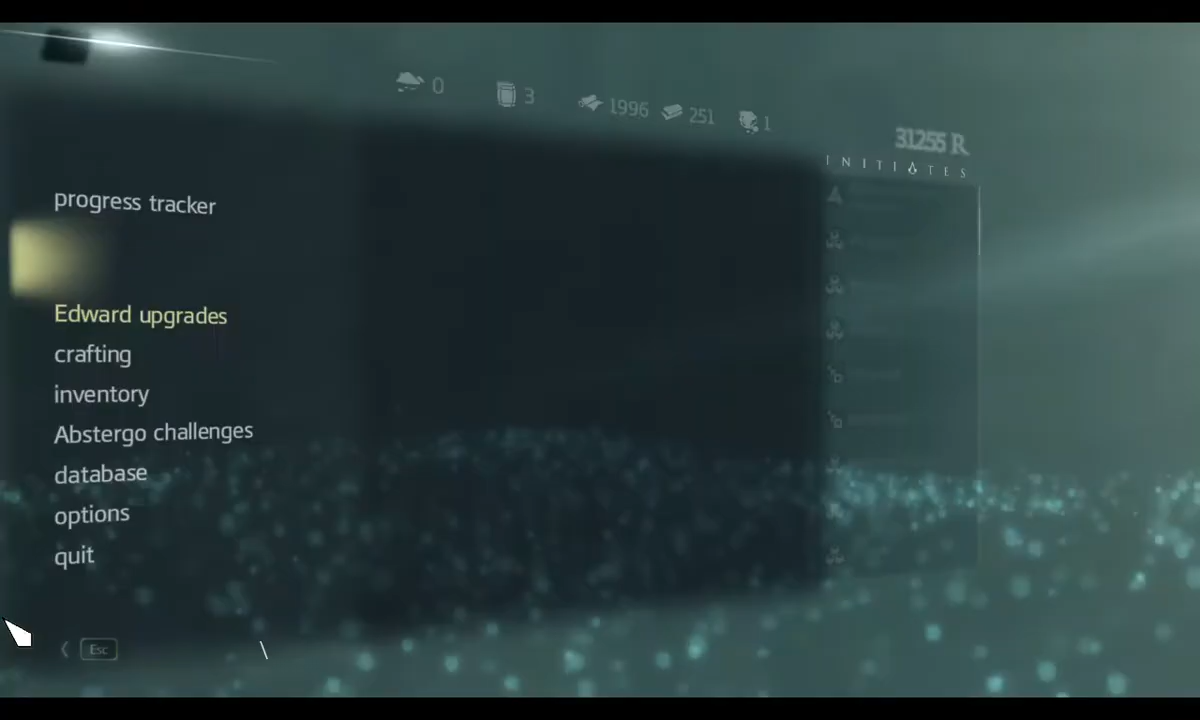 0 3 1996 251 1
31255 R
INITIATES
progress tracker
Edward upgrades
crafting
inventory
Abstergo challenges
database
options
quit
Esc